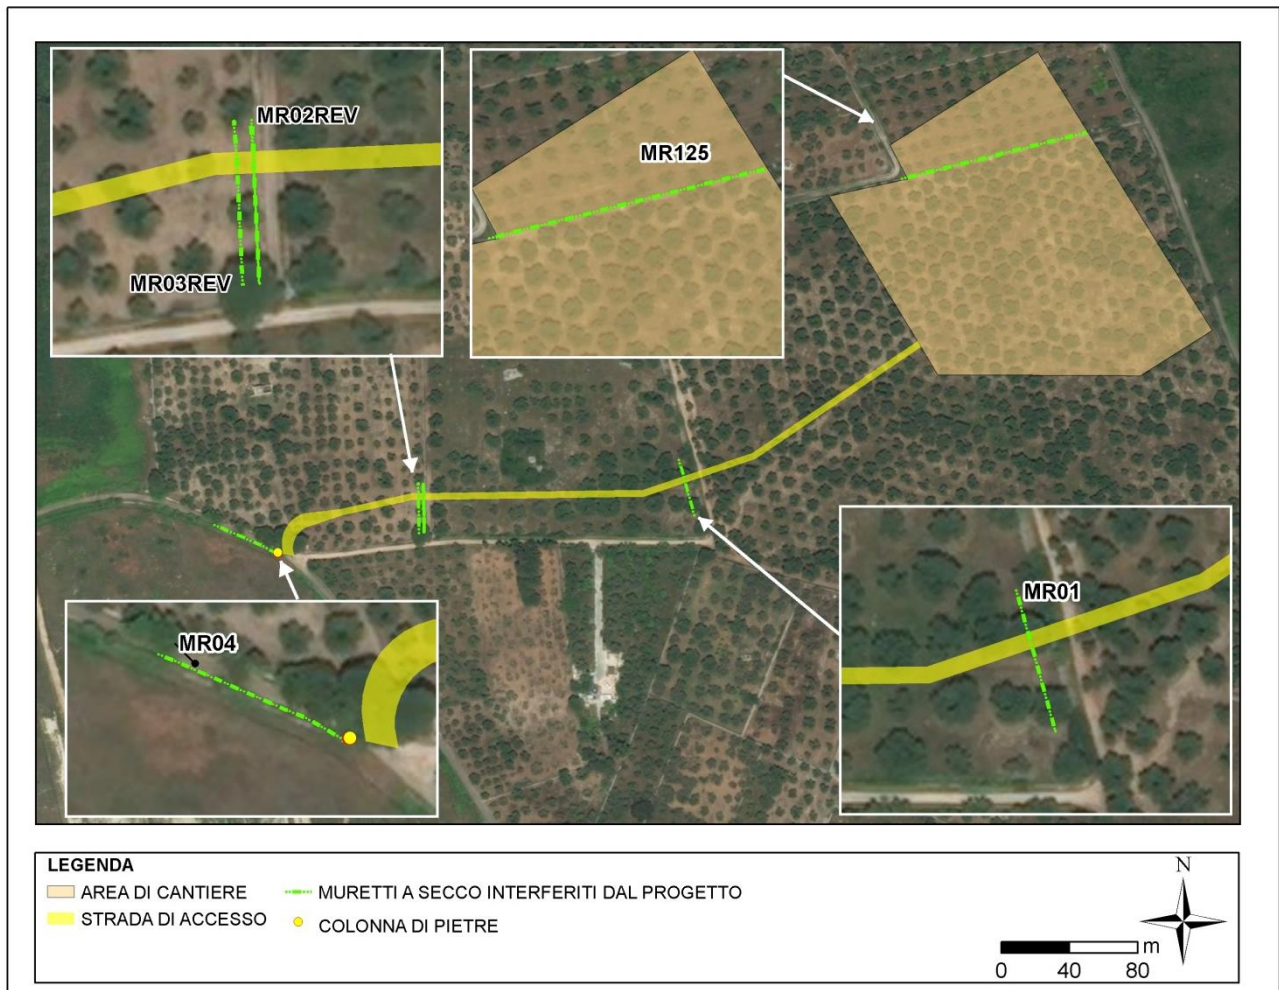 MR02REV
MR03REV
MR125
MR04
MR01
LEGENDA
AREA DI CANTIERE
MURETTI A SECCO INTERFERITI DAL PROGETTO
STRADA DI ACCESSO
COLONNA DI PIETRE
N
m
0 40 80